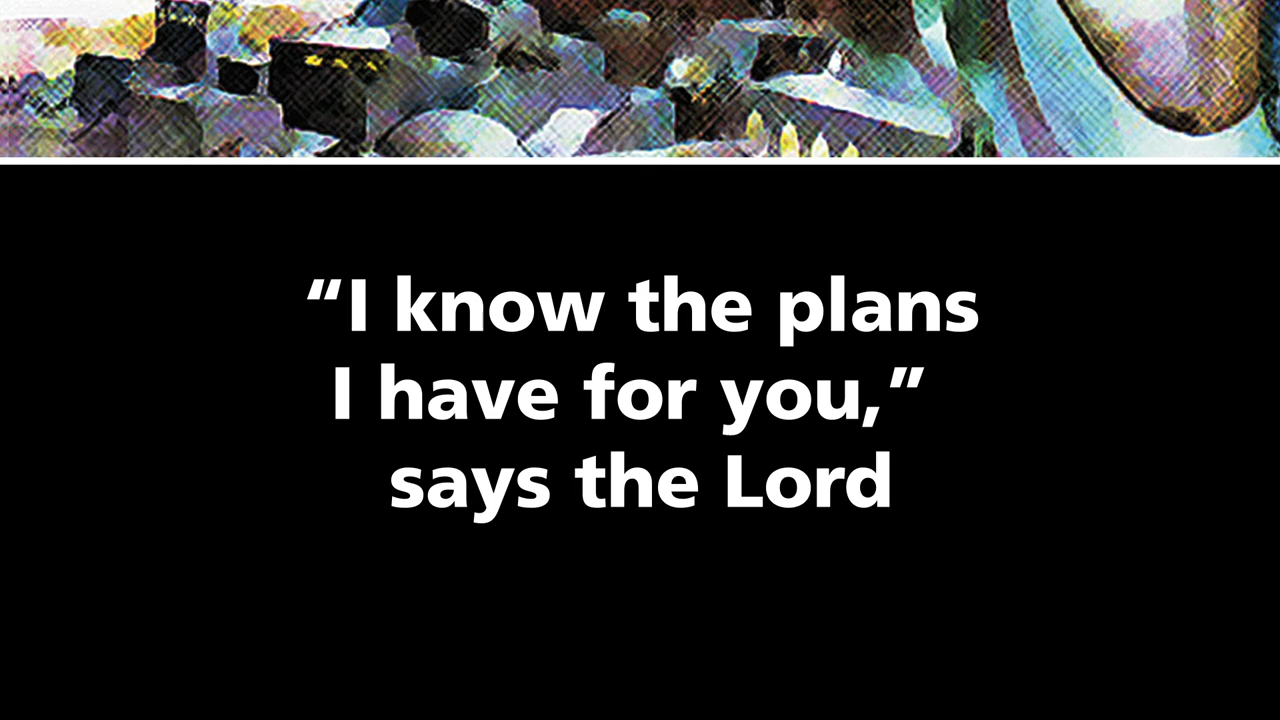 “I know the plans
I have for you,”
says the Lord